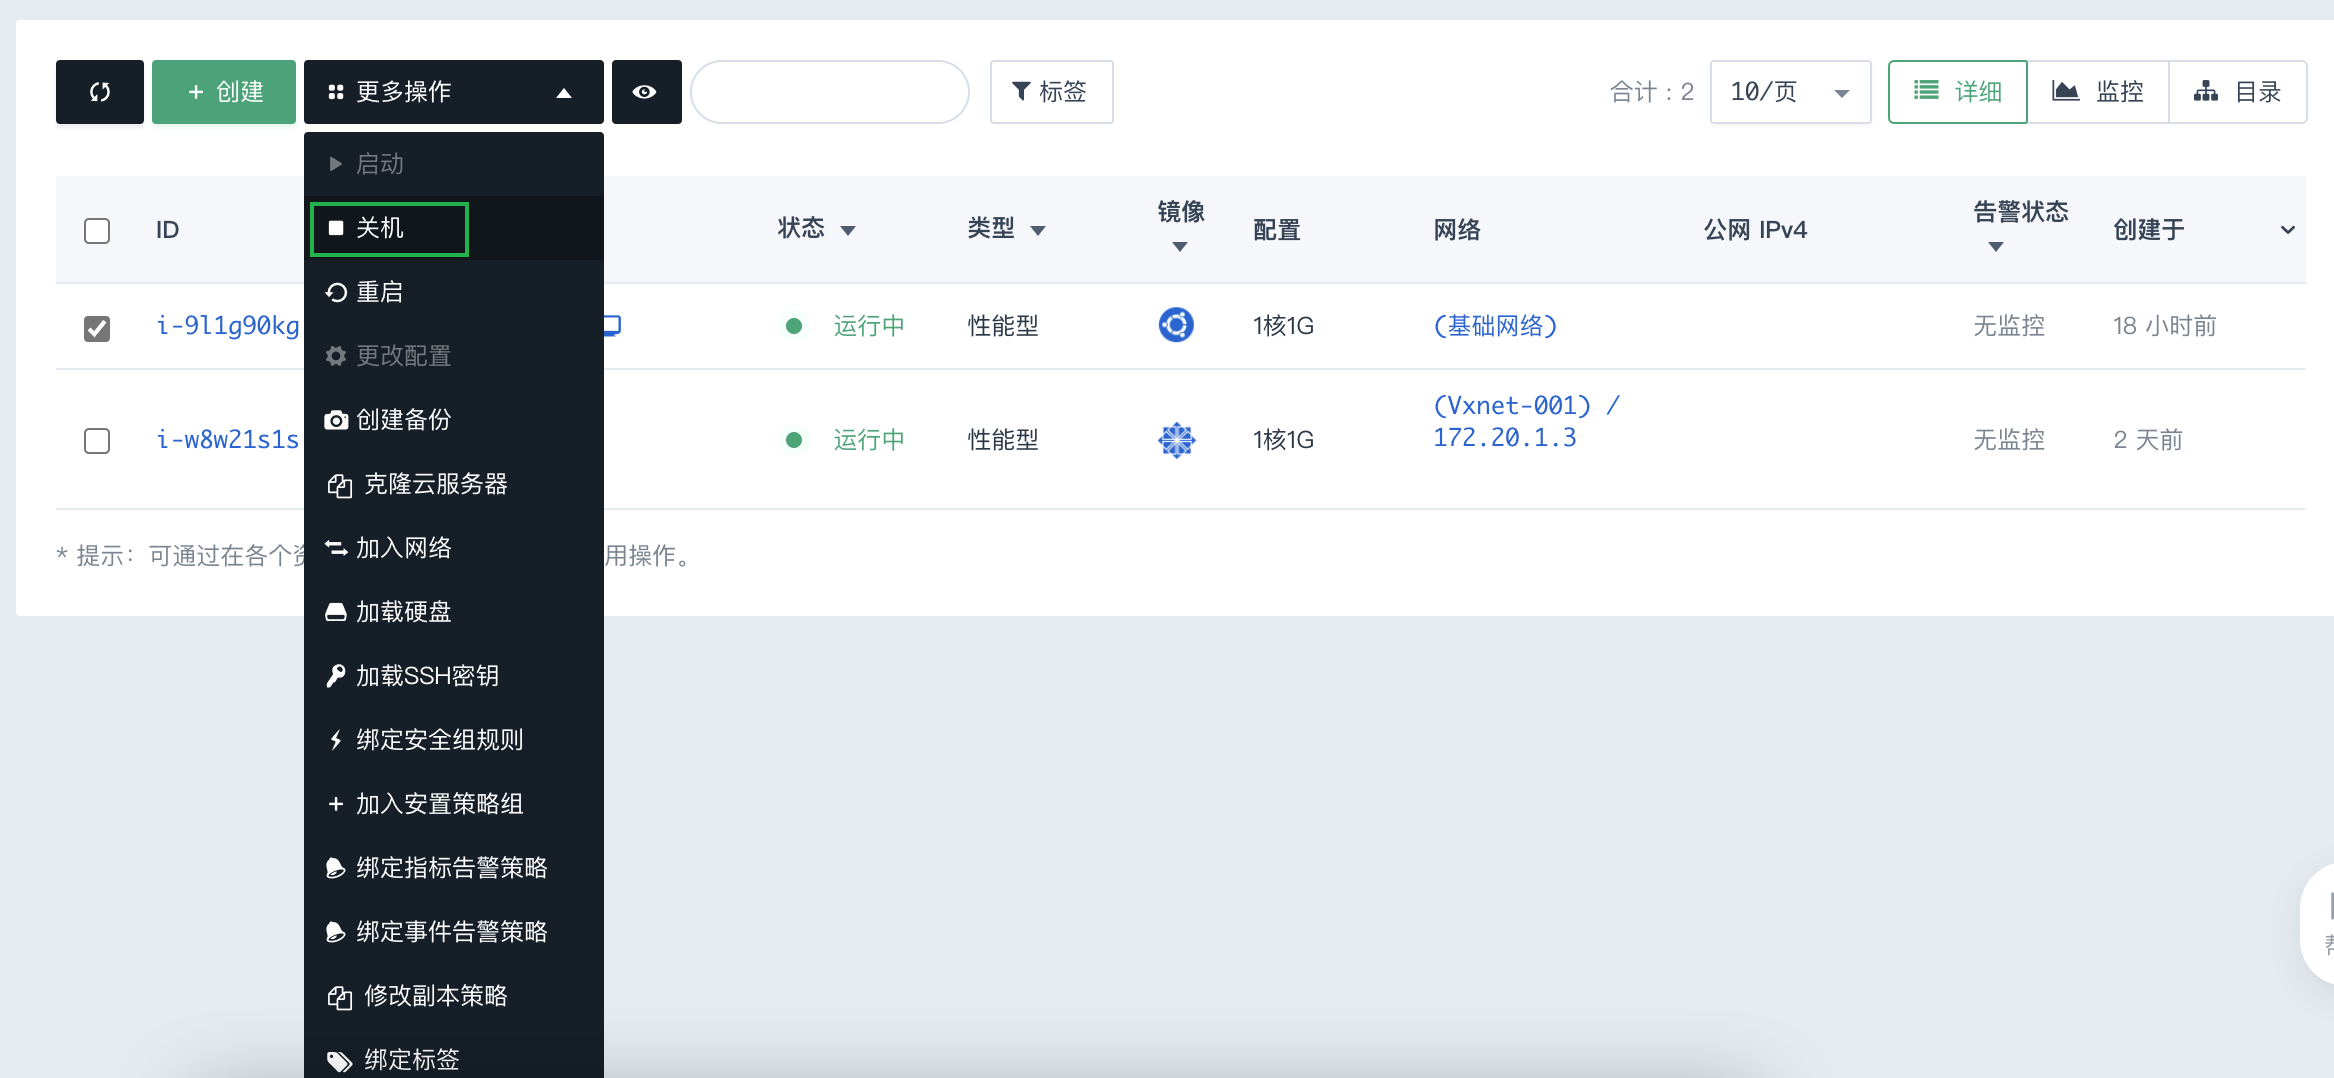 + 创建
更多操作
标签
合计 : 2
10/页
详细
监控
目录
启动
关机
重启
更改配置
创建备份
克隆云服务器
加入网络
加载硬盘
加载SSH密钥
绑定安全组规则
+ 加入安置策略组
绑定指标告警策略
绑定事件告警策略
修改副本策略
绑定标签
ID
状态
类型
镜像
配置
网络
公网 IPv4
告警状态
创建于
i-9l1g90kg
运行中
性能型
1核1G
(基础网络)
无监控
18 小时前
i-w8w21s1s
运行中
性能型
1核1G
(Vxnet-001) /
172.20.1.3
无监控
2 天前
* 提示: 可通过在各个
用操作。